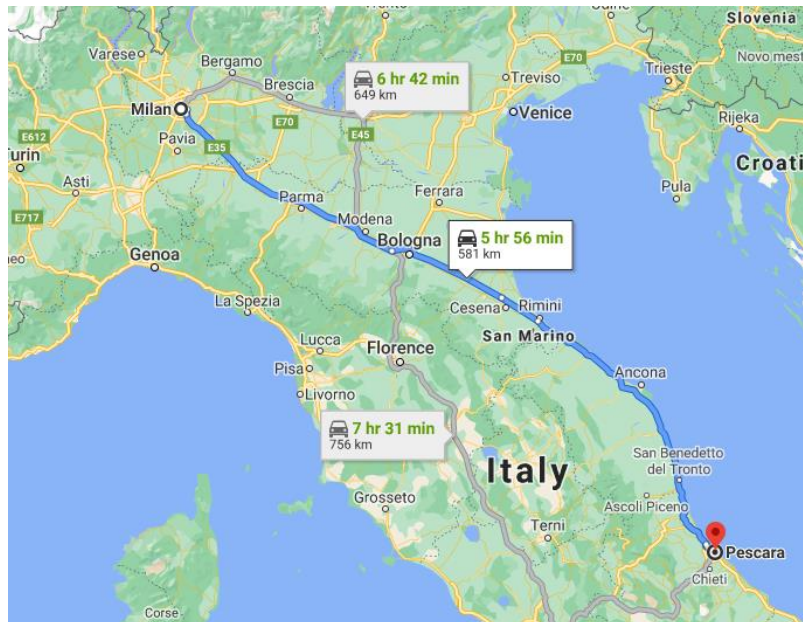 Slovenia
Varese
Bergamo
Treviso
E70
Trieste
Novo mest
Brescia
6 hr 42 min
649 km
Milan
E70
E45
Venice
Rijeka
E612
Pavia
E35
Turin
Croati
Asti
Parma
Ferrara
Pula
E717
Modena
Bologna
5 hr 56 min
581 km
Genoa
Cesena
Rimini
La Spezia
San Marino
Lucca
Florence
Pisa
Ancona
Livorno
7 hr 31 min
756 km
San Benedetto
del Tronto
Italy
Ascoli Piceno
Grosseto
Terni
Pescara
Chieti
Corse